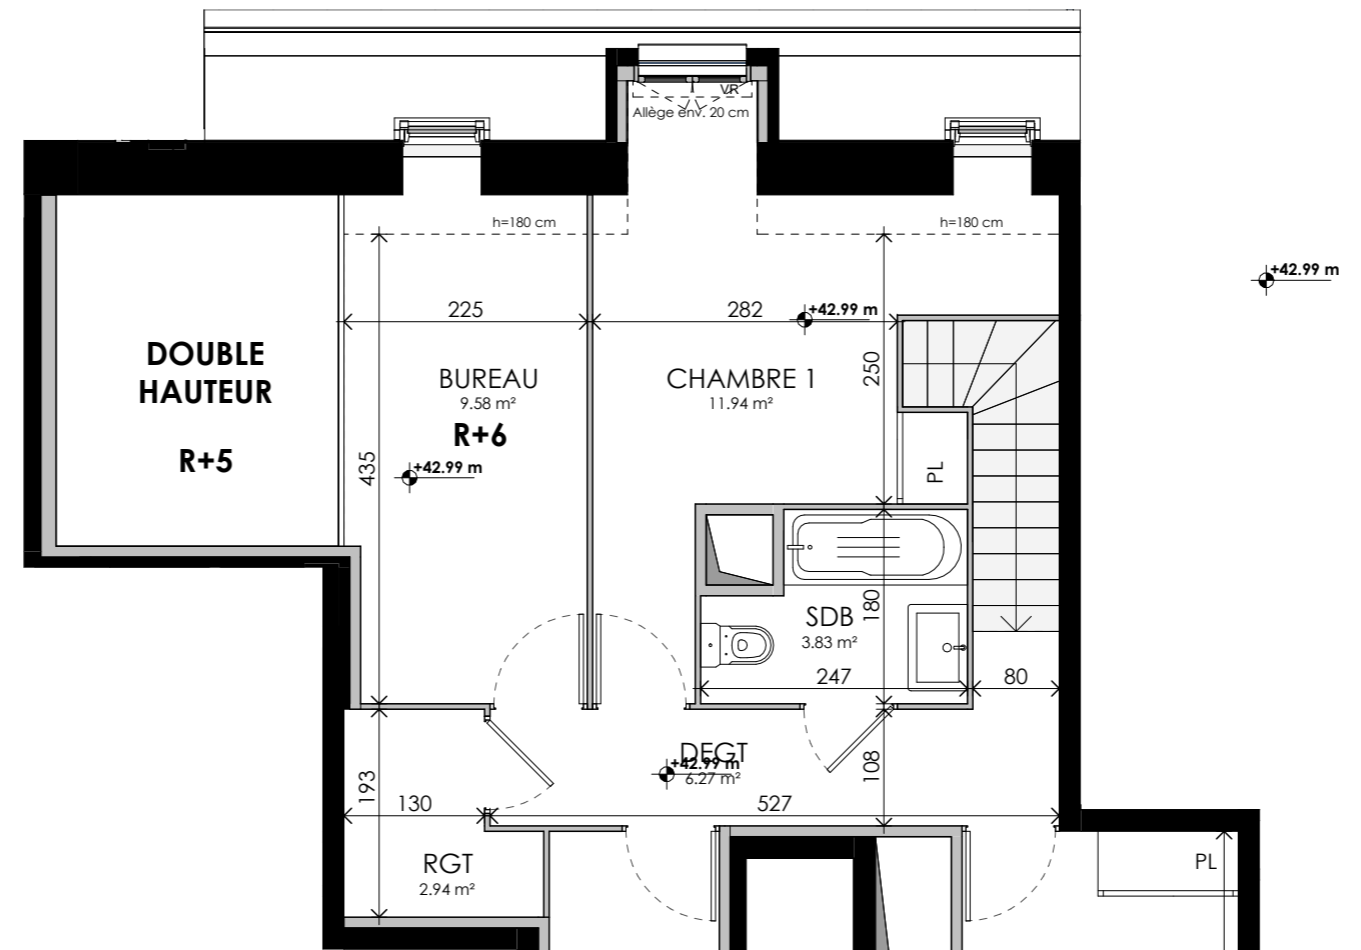 VR
Allège env. 20 cm
h=180 cm
h=180 cm
+42.99 m
225
282
+42.99 m
DOUBLE
HAUTEUR
R+5
BUREAU
9.58 m²
R+6
CHAMBRE 1
11.94 m²
250
435
+42.99 m
PL
SDB
3.83 m²
180
247
80
DEGT
+42.99 m
6.27 m²
108
193
130
527
RGT
2.94 m²
PL